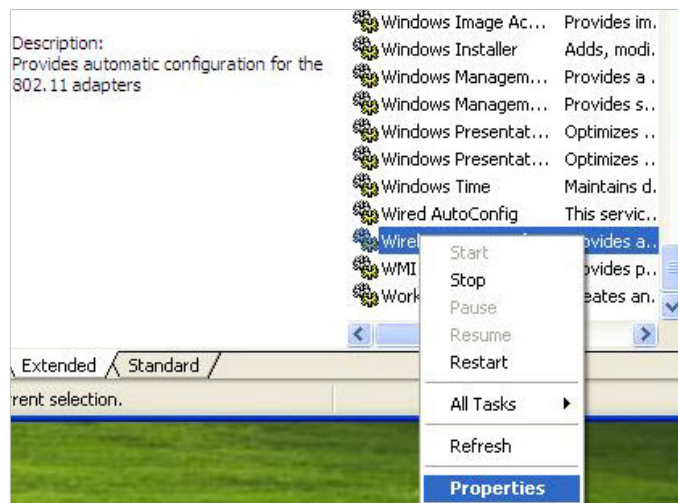 Description:
Provides automatic configuration for the
802.11 adapters
Windows Image Ac... Provides im.
Windows Installer Adds, modi.
Windows Managem... Provides a .
Windows Managem... Provides s..
Windows Presentat... Optimizes ..
Windows Presentat... Optimizes ..
Windows Time Maintains d.
Wired AutoConfig This servic..
Wirel ovides a..
WMI ovides p..
Work eates an.
Start
Stop
Pause
Resume
Restart
All Tasks
Refresh
Properties
Extended Standard
rrent selection.